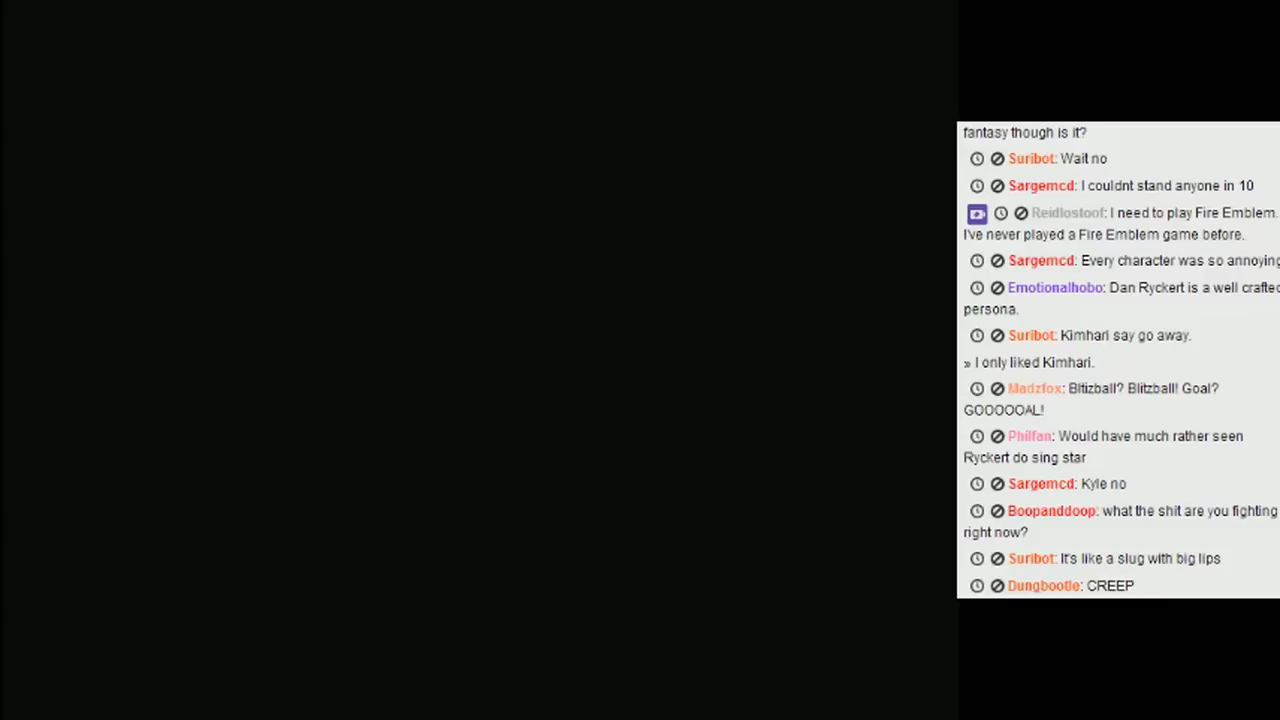 fantasy though is it?
Suribot: Wait no
Sargemcd: I couldnt stand anyone in 10
Reidlostoof: I need to play Fire Emblem.
I've never played a Fire Emblem game before.
Sargemcd: Every character was so annoying
Emotionalhobo: Dan Ryckert is a well crafted
persona.
Suribot: Kimhari say go away.
» I only liked Kimhari.
Madzfox: Bltizball? Blitzball! Goal?
GOOOOOAL!
Philfan: Would have much rather seen
Ryckert do sing star
Sargemcd: Kyle no
Boopanddoop: what the shit are you fighting
right now?
Suribot: It's like a slug with big lips
Dungbootle: CREEP